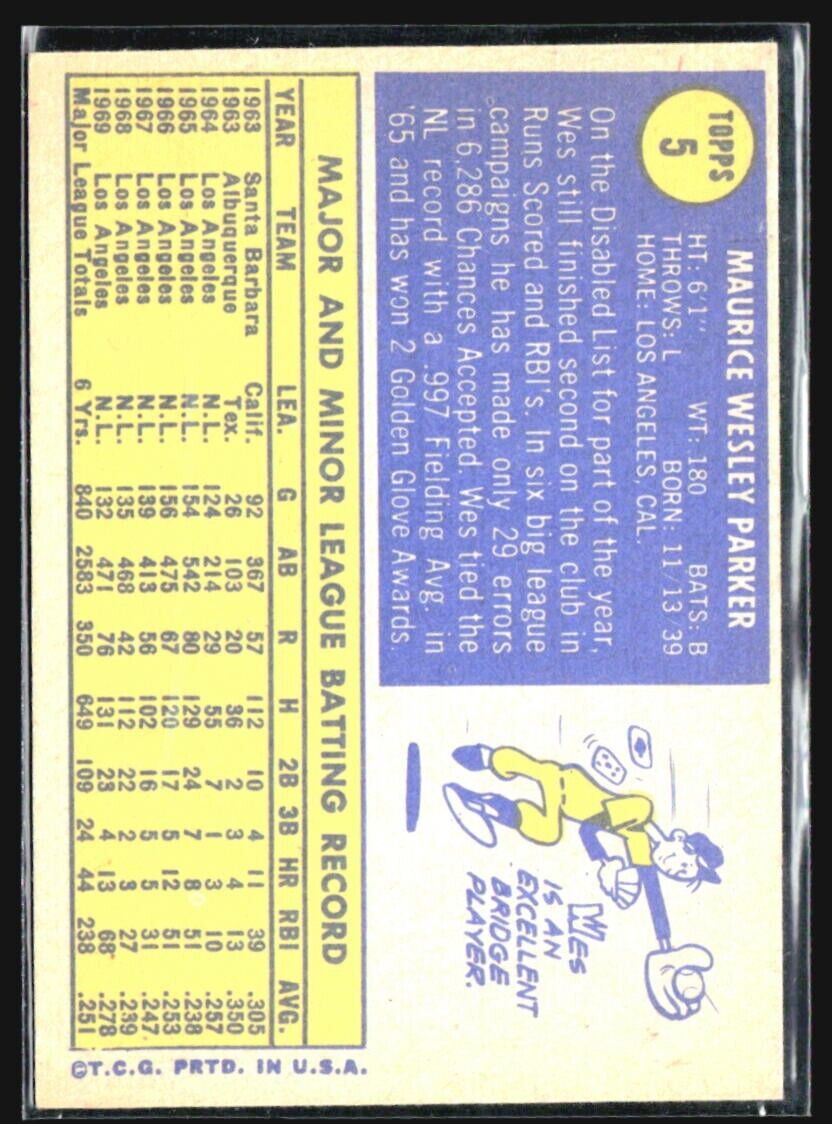 TOPPS
5
MAURICE WESLEY PARKER
HT: 6'1" WT: 180 BATS: B
THROWS: L BORN: 11/13/39
HOME: LOS ANGELES, CAL.
On the Disabled List for part of the year,
Wes still finished second on the club in
Runs Scored and RBI's. In six big league
campaigns he has made only 29 errors
in 6,286 Chances Accepted. Wes tied the
NL record with a .997 Fielding Avg. in
'65 and has won 2 Golden Glove Awards.
WES
IS AN
EXCELLENT
BRIDGE
PLAYER.
MAJOR AND MINOR LEAGUE BATTING RECORD
YEAR TEAM LEA. G AB R H 2B 3B HR RBI AVG.
1963 Santa Barbara Calif. 92 367 57 112 10 4 11 39 .305
1963 Albuquerque Tex. 26 103 20 36 2 3 4 13 .350
1964 Los Angeles N.L. 124 214 29 55 7 1 3 10 .257
1965 Los Angeles N.L. 154 542 80 129 24 7 8 51 .238
1966 Los Angeles N.L. 156 475 67 120 17 5 12 51 .253
1967 Los Angeles N.L. 139 413 56 102 16 5 5 31 .247
1968 Los Angeles N.L. 135 468 42 112 22 2 3 27 .239
1969 Los Angeles N.L. 132 471 76 131 23 4 13 68 .278
Major League Totals 6 Yrs. 840 2583 350 649 109 24 44 238 .251
©T.C.G. PRTD. IN U.S.A.